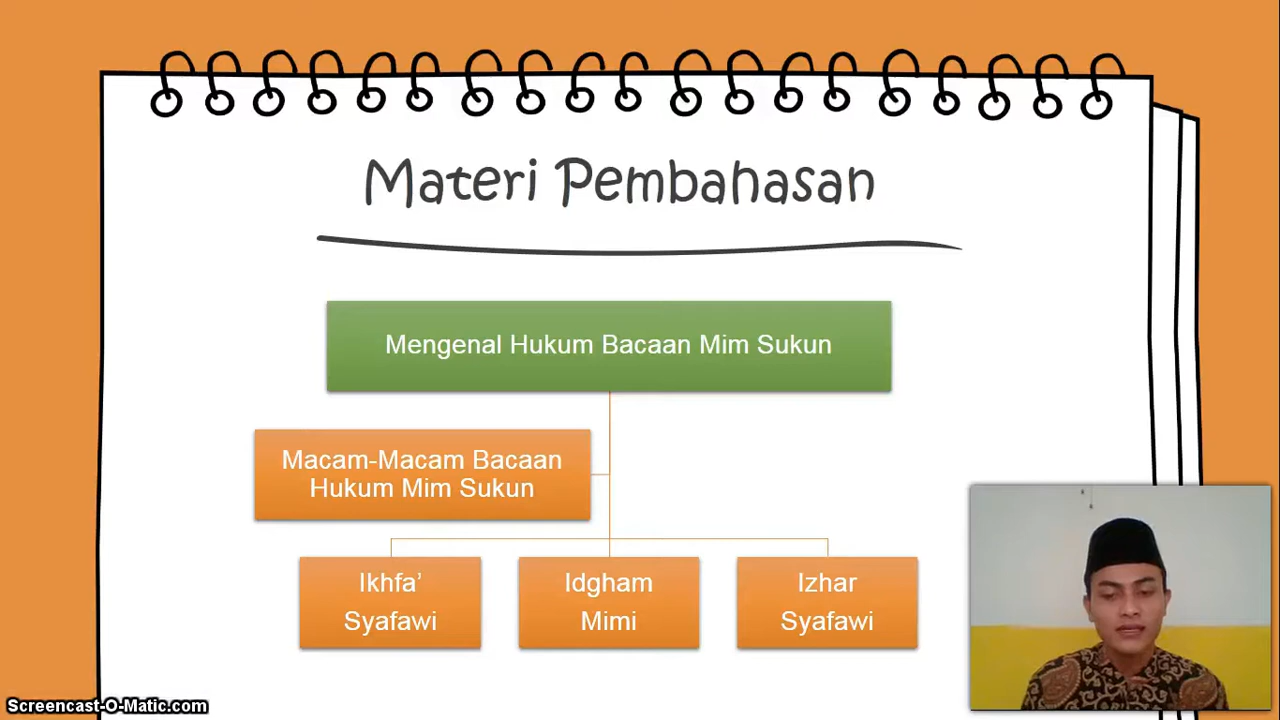 Materi Pembahasan
Mengenal Hukum Bacaan Mim Sukun
Macam-Macam Bacaan
Hukum Mim Sukun
Ikhfa’
Syafawi
Idgham
Mimi
Izhar
Syafawi
Screencast-O-Matic.com